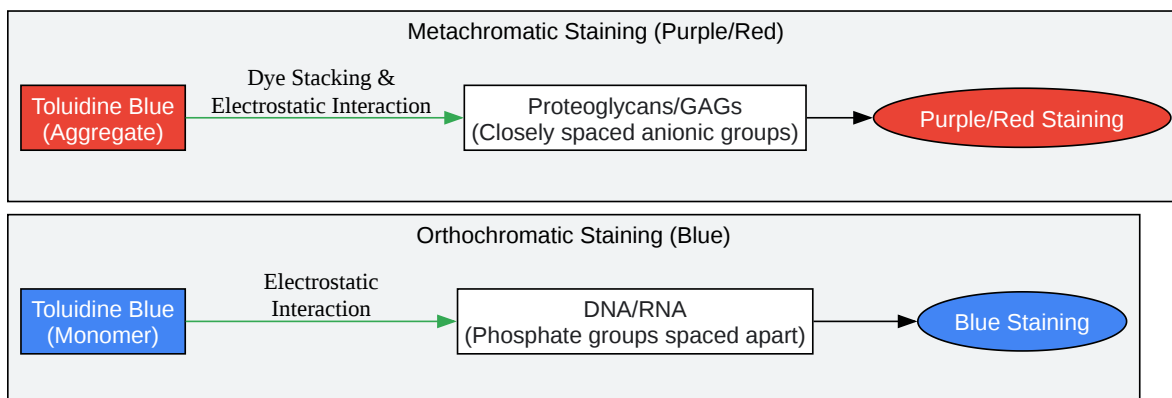 Metachromatic Staining (Purple/Red)
Toluidine Blue
(Aggregate)
Dye Stacking &
Electrostatic Interaction
Proteoglycans/GAGs
(Closely spaced anionic groups)
Purple/Red Staining
Orthochromatic Staining (Blue)
Toluidine Blue
(Monomer)
Electrostatic
Interaction
DNA/RNA
(Phosphate groups spaced apart)
Blue Staining